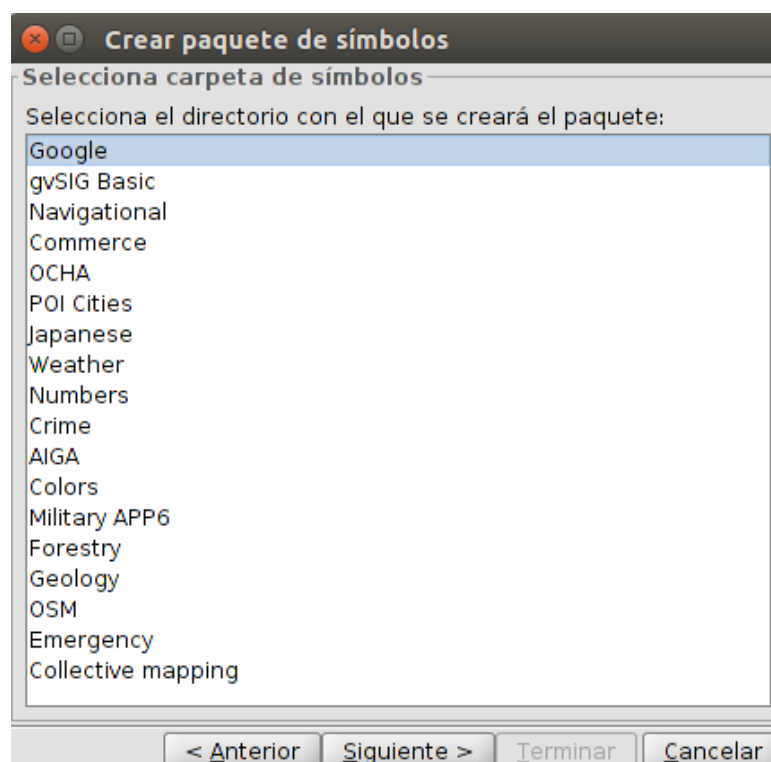 Crear paquete de símbolos
Selecciona carpeta de símbolos
Selecciona el directorio con el que se creará el paquete:
Google
gvSIG Basic
Navigational
Commerce
OCHA
POI Cities
Japanese
Weather
Numbers
Crime
AIGA
Colors
Military APP6
Forestry
Geology
OSM
Emergency
Collective mapping
< Anterior Siguiente > Terminar Cancelar